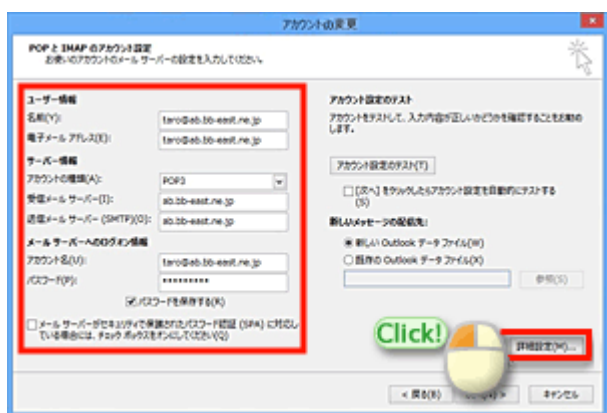 アカウントの変更
POP と IMAP のアカウント設定
お使いのアカウントのメール サーバーの設定を入力してください。
ユーザー情報
名前(Y):
taro@ab.bb-east.ne.jp
電子メール アドレス(E):
taro@ab.bb-east.ne.jp
サーバー情報
アカウントの種類(A):
POP3
受信メール サーバー(I):
ab.bb-east.ne.jp
送信メール サーバー (SMTP)(O):
ab.bb-east.ne.jp
メール サーバーへのログオン情報
アカウント名(U):
taro@ab.bb-east.ne.jp
パスワード(P):
*********
パスワードを保存する(R)
メール サーバーがセキュリティで保護されたパスワード認証 (SPA) に対応し
ている場合には、チェック ボックスをオンにしてください(Q)
アカウント設定のテスト
アカウントをテストして、入力内容が正しいかどうかを確認することをお勧め
します。
アカウント設定のテスト(T)
[次へ] をクリックしたらアカウント設定を自動的にテストする
(S)
新しいメッセージの配信先:
新しい Outlook データ ファイル(W)
既存の Outlook データ ファイル(X)
参照(S)
Click!
詳細設定(M)...
< 戻る(B)
キャンセル